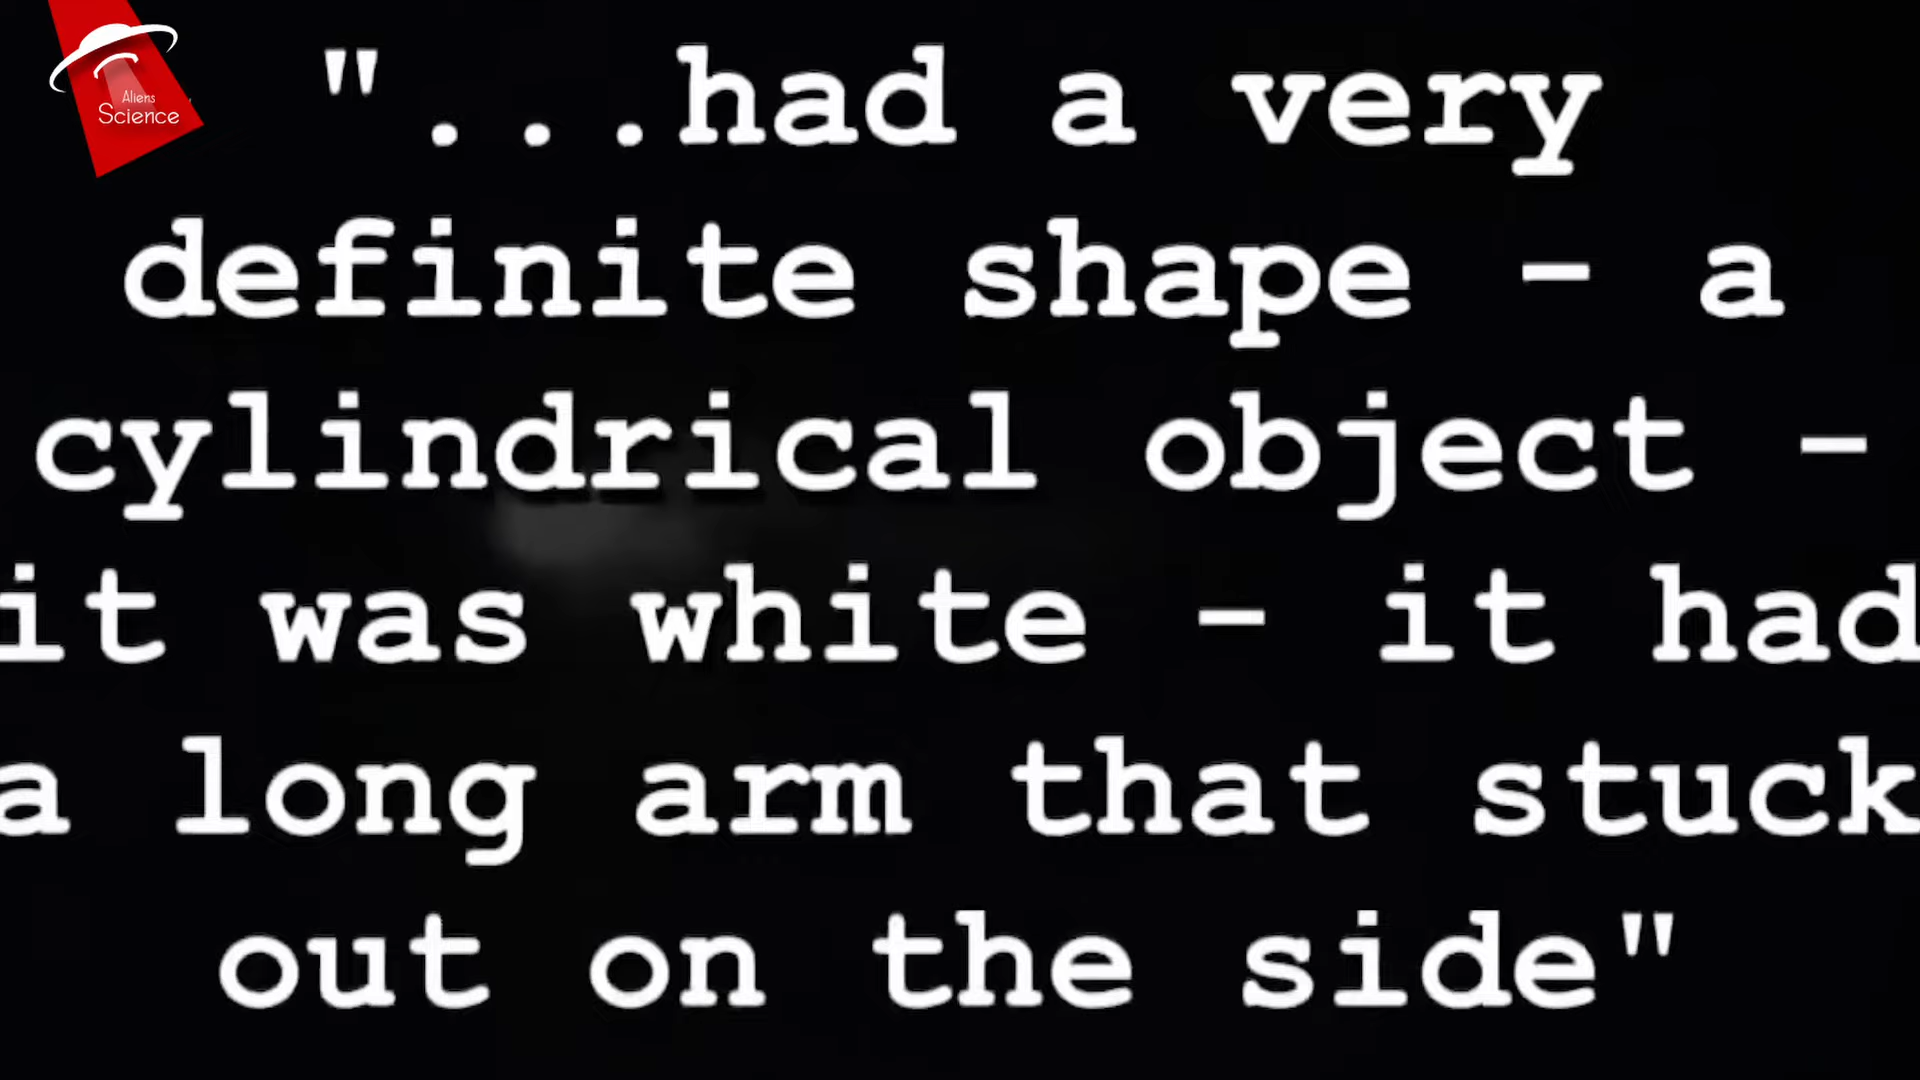 Aliens
Science
"...had a very
definite shape - a
cylindrical object -
it was white - it had
a long arm that stuck
out on the side"